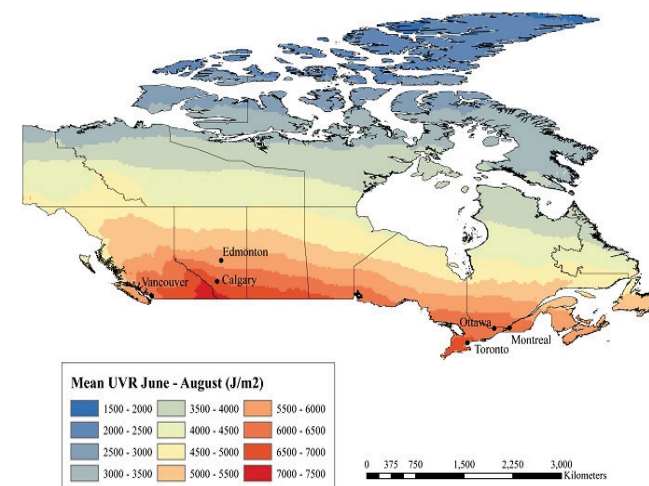 Edmonton
Calgary
Vancouver
Ottawa
Montreal
Toronto
Mean UVR June - August (J/m2)
1500 - 2000 3500 - 4000 5500 - 6000
2000 - 2500 4000 - 4500 6000 - 6500
2500 - 3000 4500 - 5000 6500 - 7000
3000 - 3500 5000 - 5500 7000 - 7500
0 375 750 1,500 2,250 3,000
Kilometers